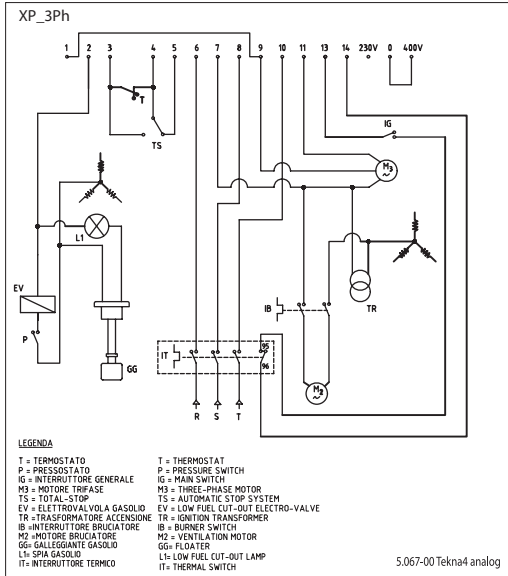 XP_3Ph
1 2 3 4 5 6 7 8 9 10 11 13 14 230V 0 400V
T
TS
IG
M3
~
L1
EV
P
GG
IB
TR
IT
95
96
M2
~
R S T
LEGENDA
T = TERMOSTATO
P = PRESSOSTATO
IG = INTERRUTTORE GENERALE
M3 = MOTORE TRIFASE
TS = TOTAL-STOP
EV = ELETTROVALVOLA GASOLIO
TR =TRASFORMATORE ACCENSIONE
IB =INTERRUTTORE BRUCIATORE
M2 =MOTORE BRUCIATORE
GG= GALLEGGIANTE GASOLIO
L1= SPIA GASOLIO
IT= INTERRUTTORE TERMICO
T = THERMOSTAT
P = PRESSURE SWITCH
IG = MAIN SWITCH
M3 = THREE-PHASE MOTOR
TS = AUTOMATIC STOP SYSTEM
EV = LOW FUEL CUT-OUT ELECTRO-VALVE
TR = IGNITION TRANSFORMER
IB = BURNER SWITCH
M2 = VENTILATION MOTOR
GG= FLOATER
L1= LOW FUEL CUT-OUT LAMP
IT= THERMAL SWITCH
5.067-00 Tekna4 analog